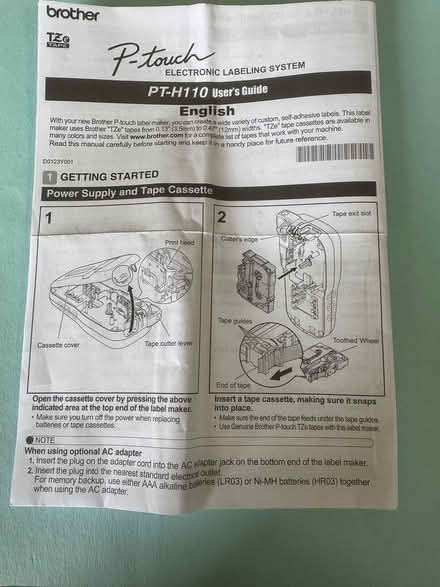 brother
TZe
TAPE
P-touch
ELECTRONIC LABELING SYSTEM
PT-H110 User's Guide
English
With your new Brother P-touch label maker, you can create a wide variety of custom, self-adhesive labels. This label
maker uses Brother "TZe" tapes from 0.13" (3.5mm) to 0.47" (12mm) widths. "TZe" tape cassettes are available in
many colors and sizes. Visit www.brother.com for a complete list of tapes that work with your machine.
Read this manual carefully before starting and keep it in a handy place for future reference.
D0123Y001
1 GETTING STARTED
Power Supply and Tape Cassette
1
Print head
Cassette cover
Tape cutter lever
Open the cassette cover by pressing the above
indicated area at the top end of the label maker.
• Make sure you turn off the power when replacing
batteries or tape cassettes.
2
Tape exit slot
Cutter's edge
Tape guides
Toothed Wheel
End of tape
Insert a tape cassette, making sure it snaps
into place.
• Make sure the end of the tape feeds under the tape guides.
• Use Genuine Brother P-touch TZe tapes with this label maker.
NOTE
When using optional AC adapter
1. Insert the plug on the adapter cord into the AC adapter jack on the bottom end of the label maker.
2. Insert the plug into the nearest standard electrical outlet.
For memory backup, use either AAA alkaline batteries (LR03) or Ni-MH batteries (HR03) together
when using the AC adapter.